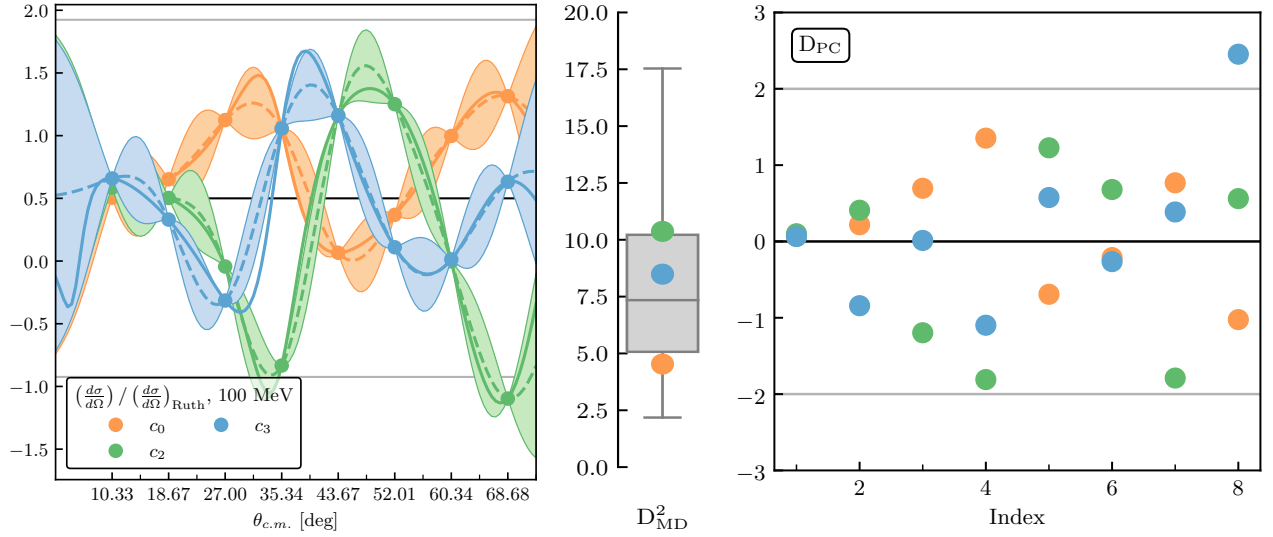 2.0
1.5
1.0
0.5
0.0
−0.5
−1.0
−1.5
(dσ/dΩ) / (dσ/dΩ)Ruth, 100 MeV
c0 c3
c2
10.33 18.67 27.00 35.34 43.67 52.01 60.34 68.68
θc.m. [deg]
20.0
17.5
15.0
12.5
10.0
7.5
5.0
2.5
0.0
D²MD
DPC
3
2
1
0
−1
−2
−3
2 4 6 8
Index